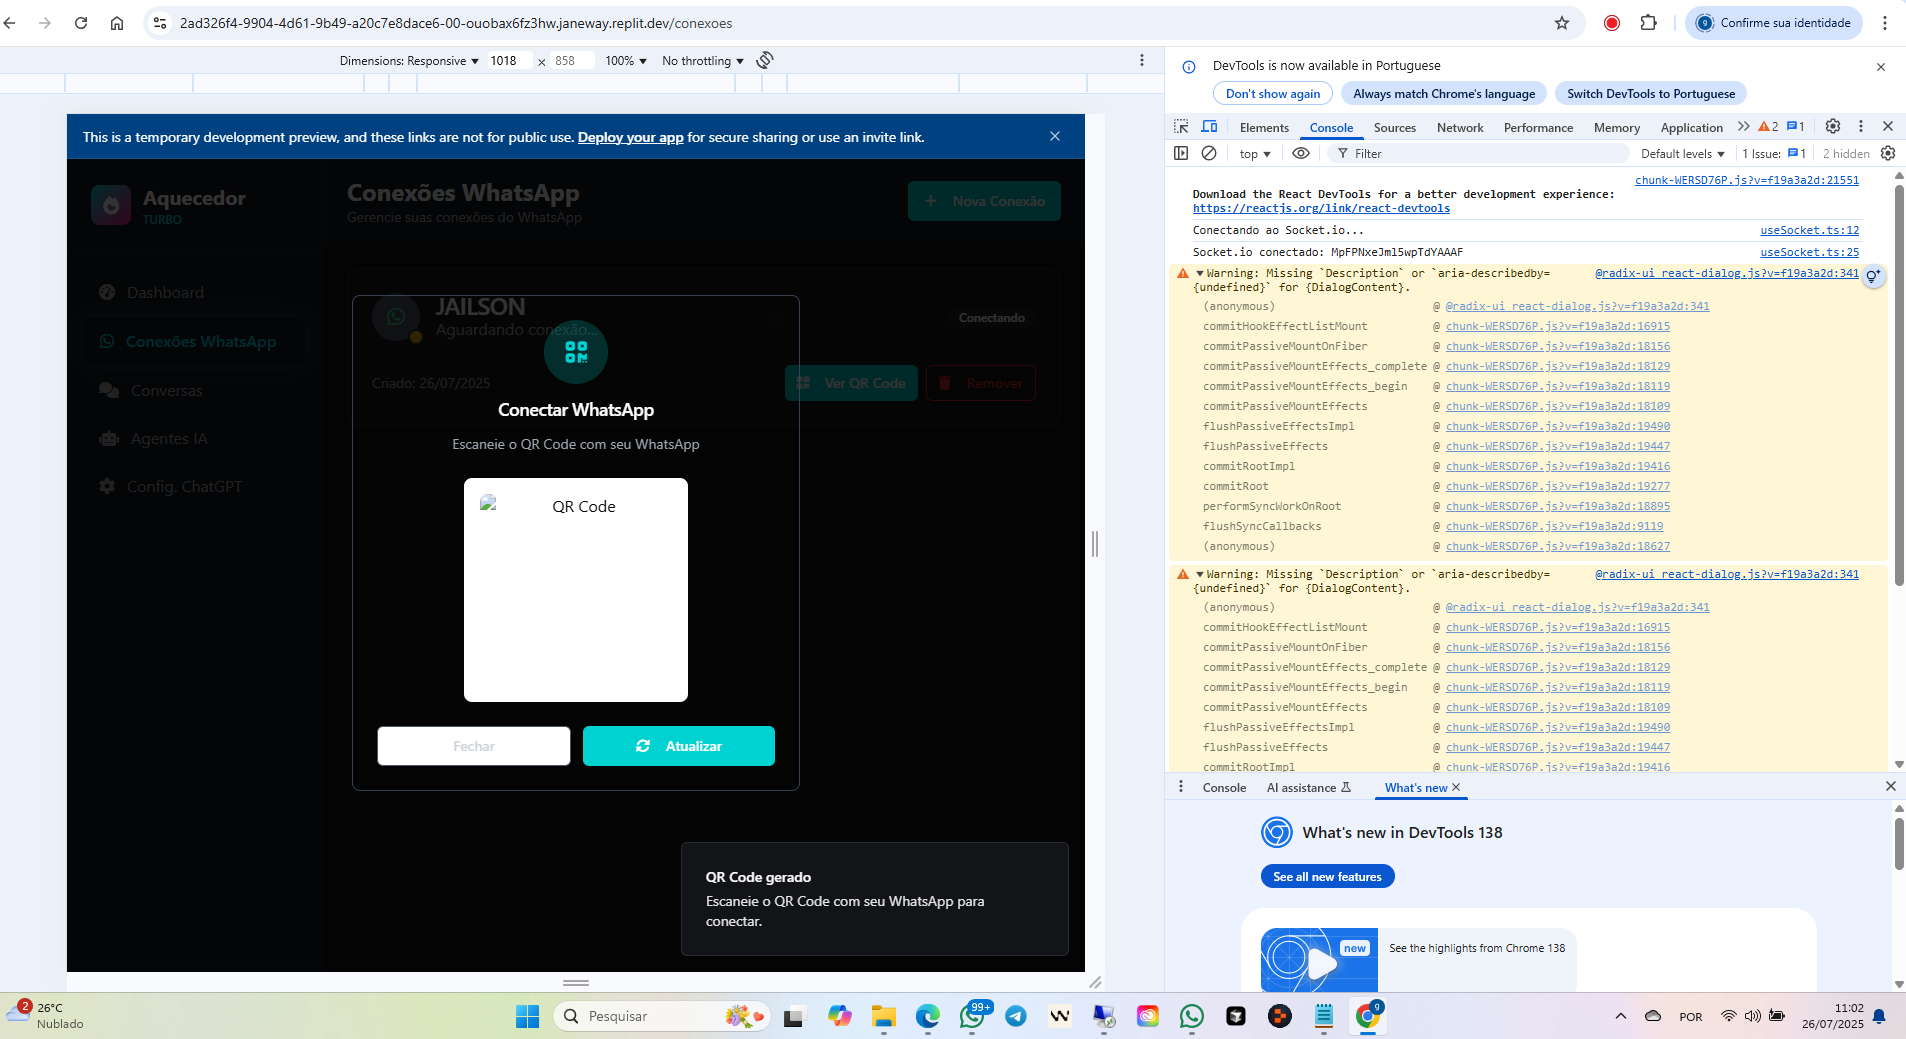 2ad326f4-9904-4d61-9b49-a20c7e8dace6-00-ouobax6fz3hw.janeway.replit.dev/conexoes
g Confirme sua identidade
Dimensions: Responsive 1018 × 858 100% No throttling
This is a temporary development preview, and these links are not for public use. Deploy your app for secure sharing or use an invite link.
Aquecedor
TURBO
Dashboard
Conexões WhatsApp
Conversas
Agentes IA
Config. ChatGPT
Conexões WhatsApp
Gerencie suas conexões do WhatsApp
+ Nova Conexão
JAILSON
Aguardando conexão...
Conectando
Criado: 26/07/2025
Ver QR Code
Remover
Conectar WhatsApp
Escaneie o QR Code com seu WhatsApp
QR Code
Fechar
Atualizar
QR Code gerado
Escaneie o QR Code com seu WhatsApp para
conectar.
DevTools is now available in Portuguese
Don't show again
Always match Chrome's language
Switch DevTools to Portuguese
Elements Console Sources Network Performance Memory Application 2 1
top Filter Default levels 1 Issue: 1 2 hidden
chunk-WERSD76P.js?v=f19a3a2d:21551
Download the React DevTools for a better development experience:
https://reactjs.org/link/react-devtools
Conectando ao Socket.io... useSocket.ts:12
Socket.io conectado: MpFPNxeJml5wpTdYAAAF useSocket.ts:25
Warning: Missing `Description` or `aria-describedby= @radix-ui_react-dialog.js?v=f19a3a2d:341
{undefined}` for {DialogContent}.
(anonymous) @ @radix-ui_react-dialog.js?v=f19a3a2d:341
commitHookEffectListMount @ chunk-WERSD76P.js?v=f19a3a2d:16915
commitPassiveMountOnFiber @ chunk-WERSD76P.js?v=f19a3a2d:18156
commitPassiveMountEffects_complete @ chunk-WERSD76P.js?v=f19a3a2d:18129
commitPassiveMountEffects_begin @ chunk-WERSD76P.js?v=f19a3a2d:18119
commitPassiveMountEffects @ chunk-WERSD76P.js?v=f19a3a2d:18109
flushPassiveEffectsImpl @ chunk-WERSD76P.js?v=f19a3a2d:19490
flushPassiveEffects @ chunk-WERSD76P.js?v=f19a3a2d:19447
commitRootImpl @ chunk-WERSD76P.js?v=f19a3a2d:19416
commitRoot @ chunk-WERSD76P.js?v=f19a3a2d:19277
performSyncWorkOnRoot @ chunk-WERSD76P.js?v=f19a3a2d:18895
flushSyncCallbacks @ chunk-WERSD76P.js?v=f19a3a2d:9119
(anonymous) @ chunk-WERSD76P.js?v=f19a3a2d:18627
Warning: Missing `Description` or `aria-describedby= @radix-ui_react-dialog.js?v=f19a3a2d:341
{undefined}` for {DialogContent}.
(anonymous) @ @radix-ui_react-dialog.js?v=f19a3a2d:341
commitHookEffectListMount @ chunk-WERSD76P.js?v=f19a3a2d:16915
commitPassiveMountOnFiber @ chunk-WERSD76P.js?v=f19a3a2d:18156
commitPassiveMountEffects_complete @ chunk-WERSD76P.js?v=f19a3a2d:18129
commitPassiveMountEffects_begin @ chunk-WERSD76P.js?v=f19a3a2d:18119
commitPassiveMountEffects @ chunk-WERSD76P.js?v=f19a3a2d:18109
flushPassiveEffectsImpl @ chunk-WERSD76P.js?v=f19a3a2d:19490
flushPassiveEffects @ chunk-WERSD76P.js?v=f19a3a2d:19447
commitRootImpl @ chunk-WERSD76P.js?v=f19a3a2d:19416
Console AI assistance What's new
What's new in DevTools 138
See all new features
new
See the highlights from Chrome 138
2
26°C
Nublado
Pesquisar
99+
g
POR
11:02
26/07/2025